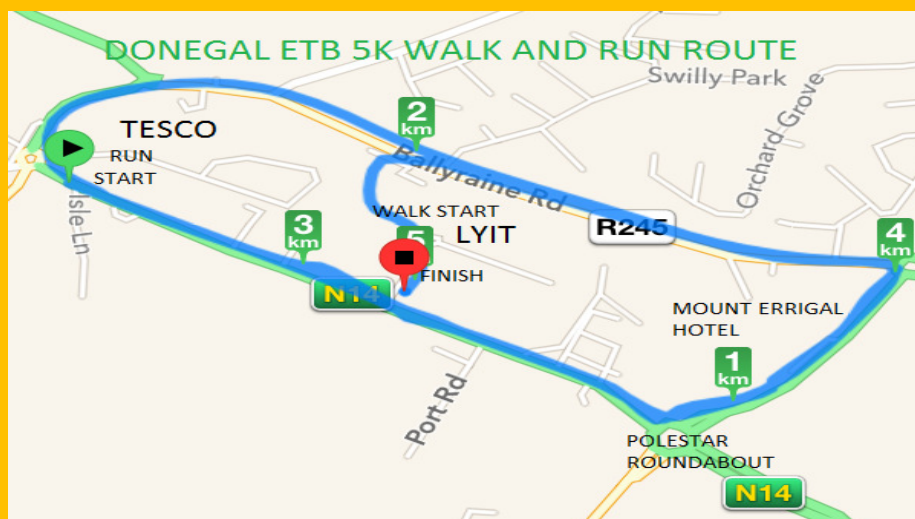 DONEGAL ETB 5K WALK AND RUN ROUTE
Swilly Park
Orchard Grove
2
km
TESCO
RUN
START
Ballyraine Rd
Isle Ln
WALK START
R245
3
km
5
LYIT
4
km
FINISH
N14
MOUNT ERRIGAL
HOTEL
1
km
Port Rd
POLESTAR
ROUNDABOUT
N14